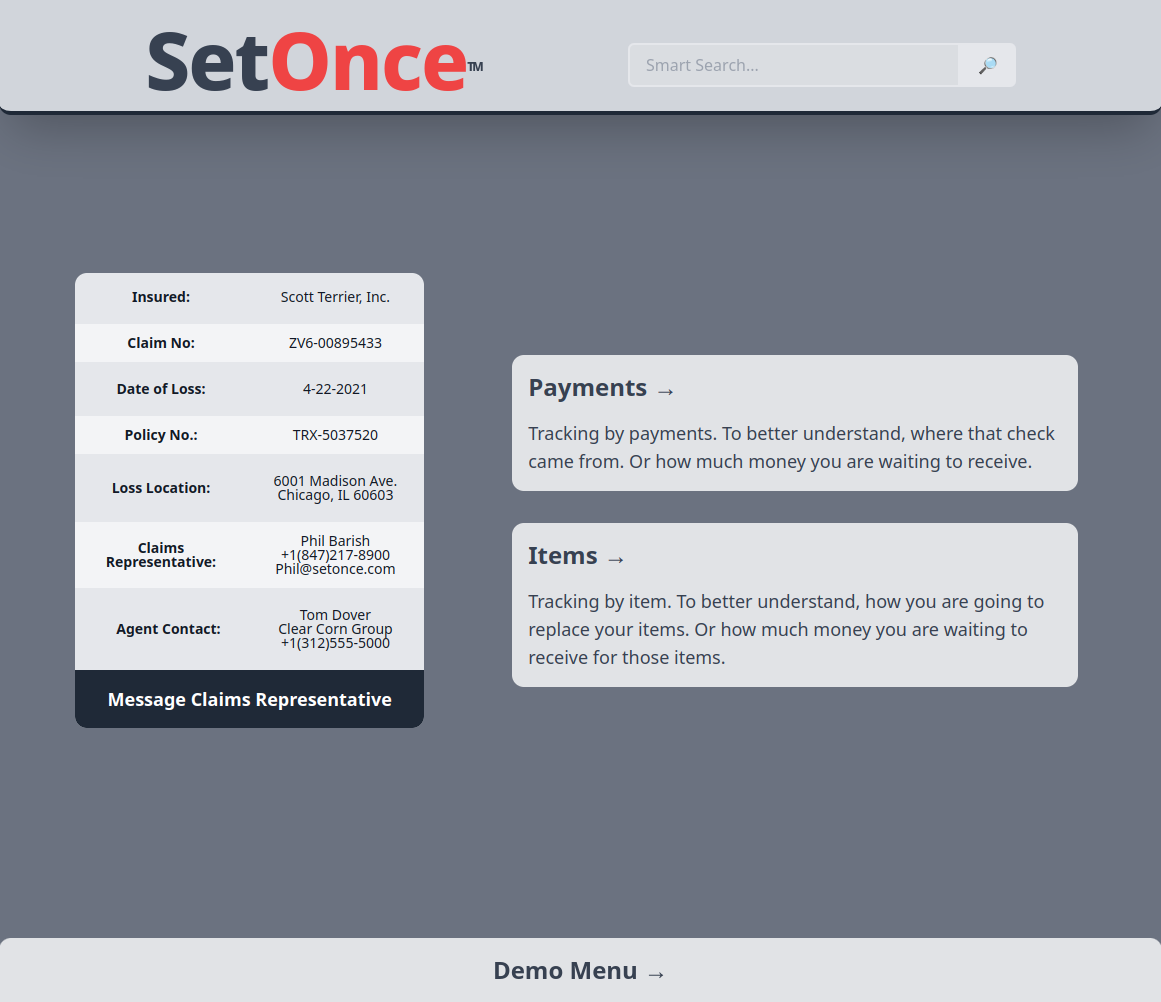 SetOnce™
Smart Search...
Insured: Scott Terrier, Inc.
Claim No: ZV6-00895433
Date of Loss: 4-22-2021
Policy No.: TRX-5037520
Loss Location: 6001 Madison Ave.
Chicago, IL 60603
Claims
Representative:
Phil Barish
+1(847)217-8900
Phil@setonce.com
Agent Contact:
Tom Dover
Clear Corn Group
+1(312)555-5000
Message Claims Representative
Payments →
Tracking by payments. To better understand, where that check
came from. Or how much money you are waiting to receive.
Items →
Tracking by item. To better understand, how you are going to
replace your items. Or how much money you are waiting to
receive for those items.
Demo Menu →